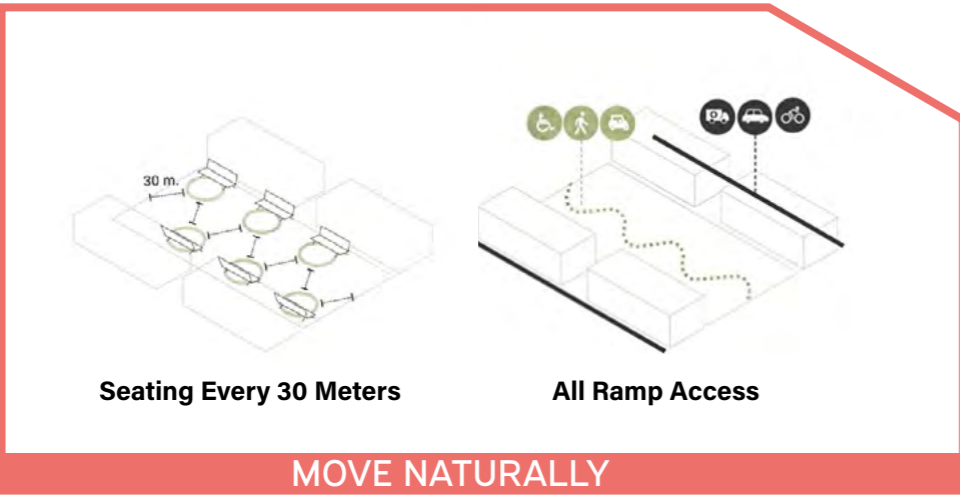 30 m.
Seating Every 30 Meters
All Ramp Access
MOVE NATURALLY